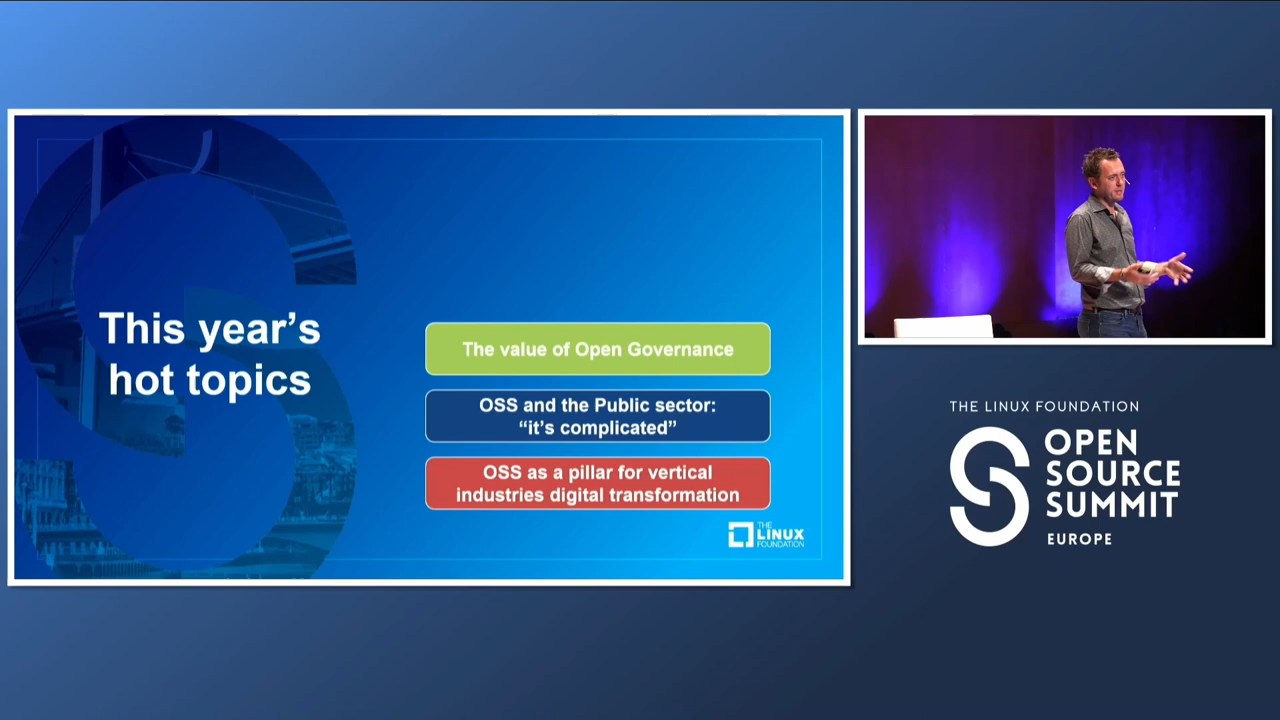 This year’s
hot topics
The value of Open Governance
OSS and the Public sector:
“it’s complicated”
OSS as a pillar for vertical
industries digital transformation
THE
LINUX
FOUNDATION
THE LINUX FOUNDATION
OPEN
SOURCE
SUMMIT
EUROPE